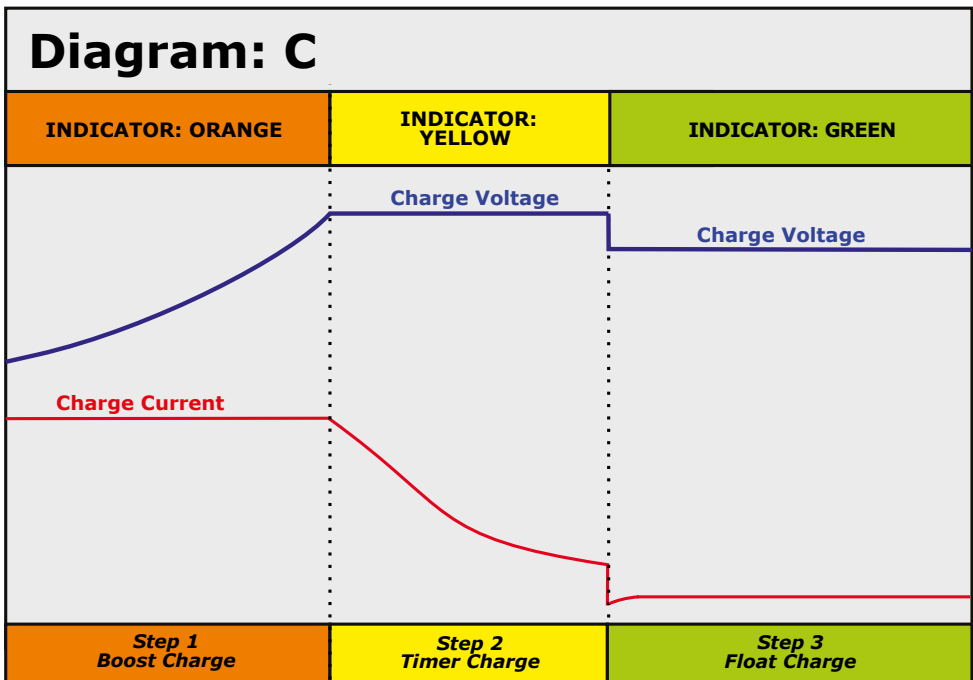 Diagram: C
INDICATOR: ORANGE
INDICATOR:
YELLOW
INDICATOR: GREEN
Charge Voltage
Charge Voltage
Charge Current
Step 1
Boost Charge
Step 2
Timer Charge
Step 3
Float Charge